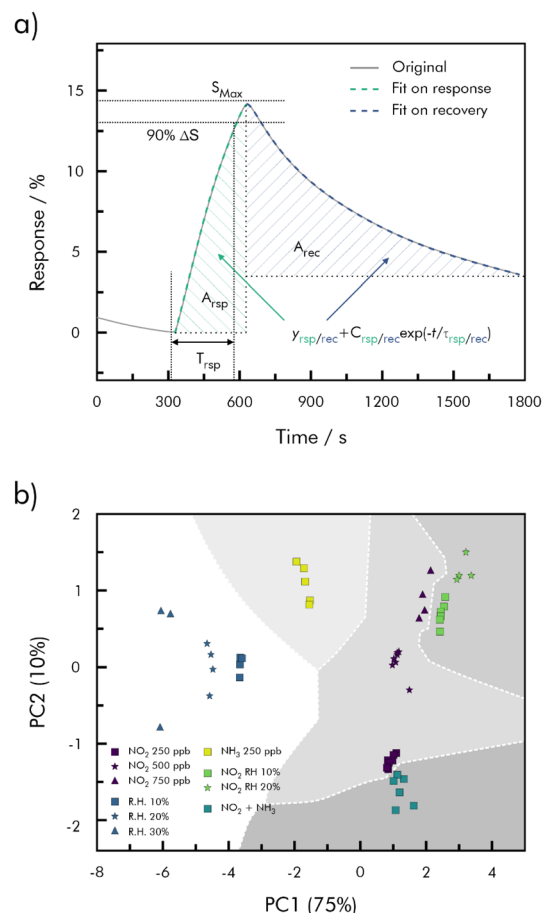 a)
Original
Fit on response
Fit on recovery
S_Max
90% ΔS
A_rec
A_rsp
T_rsp
y_rsp/rec+C_rsp/rec exp(-t/τ_rsp/rec)
15
10
5
0
Response / %
0 300 600 900 1200 1500 1800
Time / s
b)
2
1
0
-1
-2
PC2 (10%)
NO₂ 250 ppb
NO₂ 500 ppb
NO₂ 750 ppb
R.H. 10%
R.H. 20%
R.H. 30%
NH₃ 250 ppb
NO₂ RH 10%
NO₂ RH 20%
NO₂ + NH₃
-8 -6 -4 -2 0 2 4
PC1 (75%)